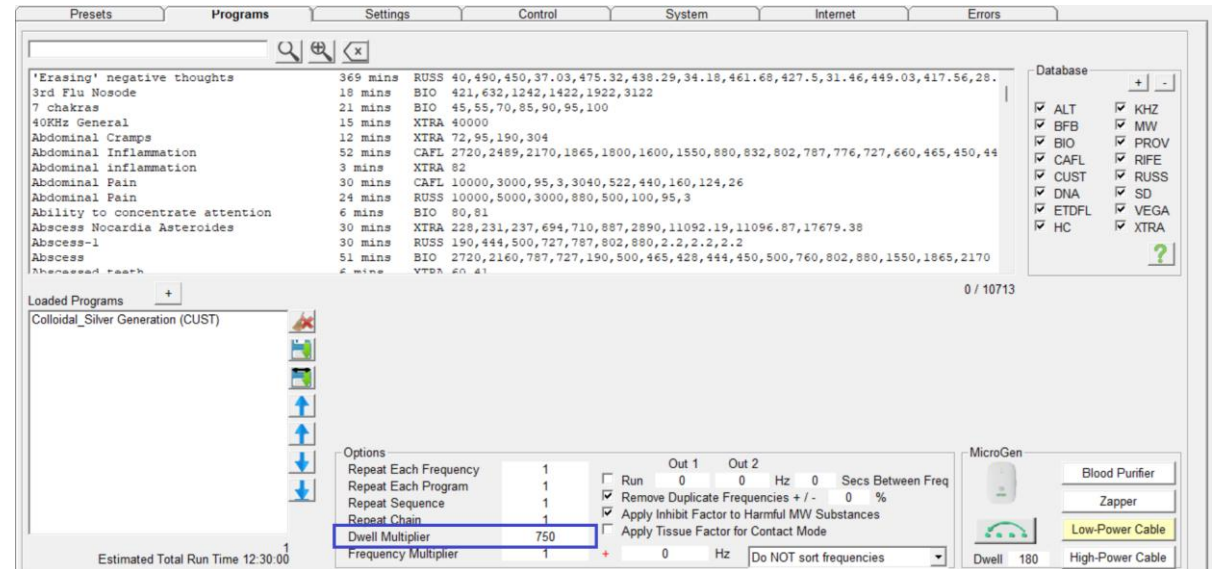 Presets Programs Settings Control System Internet Errors
'Erasing' negative thoughts 369 mins RUSS 40,490,450,37.03,475.32,438.29,34.18,461.68,427.5,31.46,449.03,417.56,28.
3rd Flu Nosode 18 mins BIO 421,632,1242,1422,1922,3122
7 chakras 21 mins BIO 45,55,70,85,90,95,100
40KHz General 15 mins XTRA 40000
Abdominal Cramps 12 mins XTRA 72,95,190,304
Abdominal Inflammation 52 mins CAFL 2720,2489,2170,1865,1800,1600,1550,880,832,802,787,776,727,660,465,450,44
Abdominal inflammation 3 mins XTRA 82
Abdominal Pain 30 mins CAFL 10000,3000,95,3,3040,522,440,160,124,26
Abdominal Pain 24 mins RUSS 10000,5000,3000,880,500,100,95,3
Ability to concentrate attention 6 mins BIO 80,81
Abscess Nocardia Asteroides 30 mins XTRA 228,231,237,694,710,887,2890,11092.19,11096.87,17679.38
Abscess-1 30 mins RUSS 190,444,500,727,787,802,880,2.2,2.2,2.2
Abscess 51 mins BIO 2720,2160,787,727,190,500,465,428,444,450,500,760,802,880,1550,1865,2170
Abscessed teeth 6 mins XTRA 60,41
Database
+ -
ALT KHZ
BFB MW
BIO PROV
CAFL RIFE
CUST RUSS
DNA SD
ETDFL VEGA
HC XTRA
?
0 / 10713
Loaded Programs +
Colloidal_Silver Generation (CUST)
1
Estimated Total Run Time 12:30:00
Options
Repeat Each Frequency 1
Repeat Each Program 1
Repeat Sequence 1
Repeat Chain 1
Dwell Multiplier 750
Frequency Multiplier 1
Out 1 Out 2
Run 0 0 Hz 0 Secs Between Freq
Remove Duplicate Frequencies + / - 0 %
Apply Inhibit Factor to Harmful MW Substances
Apply Tissue Factor for Contact Mode
+ 0 Hz Do NOT sort frequencies
MicroGen
Blood Purifier
Zapper
Low-Power Cable
Dwell 180 High-Power Cable